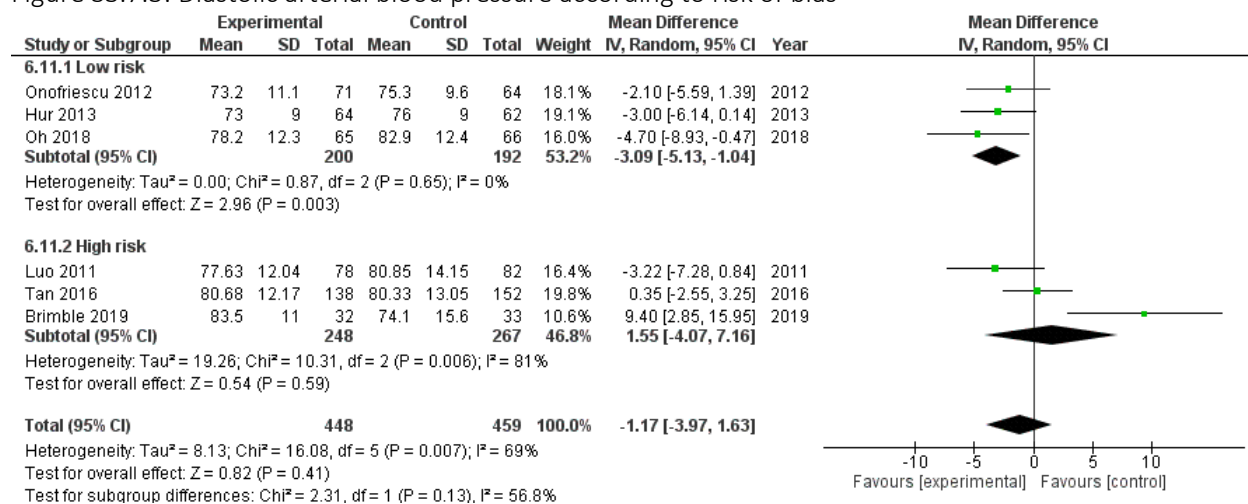 Experimental Control Mean Difference Mean Difference
Study or Subgroup Mean SD Total Mean SD Total Weight IV, Random, 95% CI Year IV, Random, 95% CI
6.11.1 Low risk
Onofriescu 2012 73.2 11.1 71 75.3 9.6 64 18.1% -2.10 [-5.59, 1.39] 2012
Hur 2013 73 9 64 76 9 62 19.1% -3.00 [-6.14, 0.14] 2013
Oh 2018 78.2 12.3 65 82.9 12.4 66 16.0% -4.70 [-8.93, -0.47] 2018
Subtotal (95% CI) 200 192 53.2% -3.09 [-5.13, -1.04]
Heterogeneity: Tau² = 0.00; Chi² = 0.87, df = 2 (P = 0.65); I² = 0%
Test for overall effect: Z = 2.96 (P = 0.003)
6.11.2 High risk
Luo 2011 77.63 12.04 78 80.85 14.15 82 16.4% -3.22 [-7.28, 0.84] 2011
Tan 2016 80.68 12.17 138 80.33 13.05 152 19.8% 0.35 [-2.55, 3.25] 2016
Brimble 2019 83.5 11 32 74.1 15.6 33 10.6% 9.40 [2.85, 15.95] 2019
Subtotal (95% CI) 248 267 46.8% 1.55 [-4.07, 7.16]
Heterogeneity: Tau² = 19.26; Chi² = 10.31, df = 2 (P = 0.006); I² = 81%
Test for overall effect: Z = 0.54 (P = 0.59)
Total (95% CI) 448 459 100.0% -1.17 [-3.97, 1.63]
Heterogeneity: Tau² = 8.13; Chi² = 16.08, df = 5 (P = 0.007); I² = 69%
Test for overall effect: Z = 0.82 (P = 0.41)
Test for subgroup differences: Chi² = 2.31, df = 1 (P = 0.13), I² = 56.8%
-10 -5 0 5 10
Favours [experimental] Favours [control]